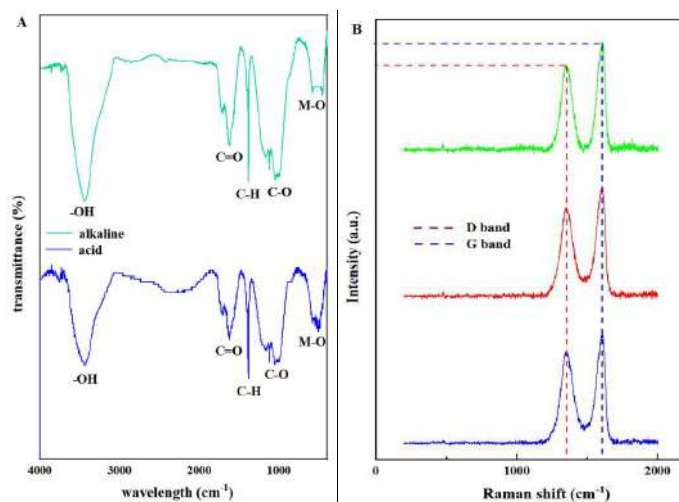 A
M-O
C=O
C-H
C-O
-OH
alkaline
acid
M-O
C=O
C-O
-OH
C-H
transmittance (%)
4000 3000 2000 1000
wavelength (cm-1)
B
D band
G band
Intensity (a.u.)
0 1000 2000
Raman shift (cm-1)